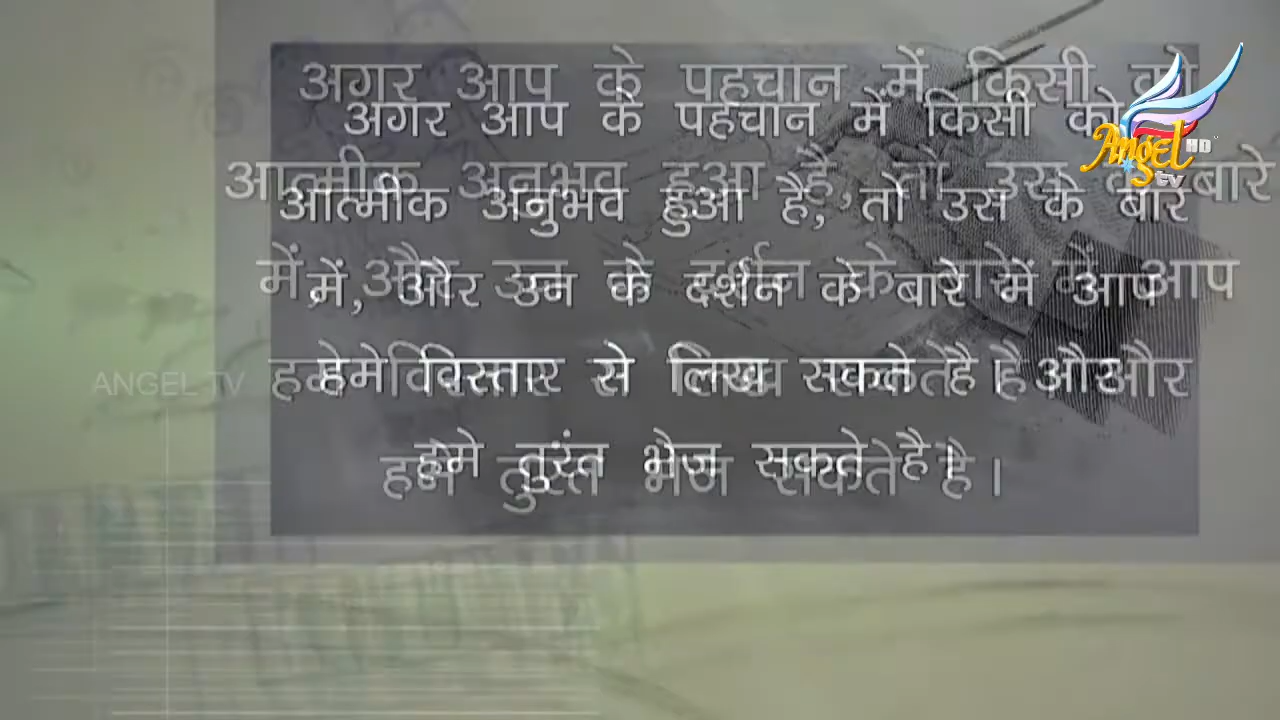 अगर आप के पहचान में किसी को
आत्मीक अनुभव हुआ है, तो उस के बारे
में, और उन के दर्शन के बारे में आप
हमे विस्तार से लिख सकते है। और
हमे तुरंत भेज सकते है।
Angel HD
tv
ANGEL TV